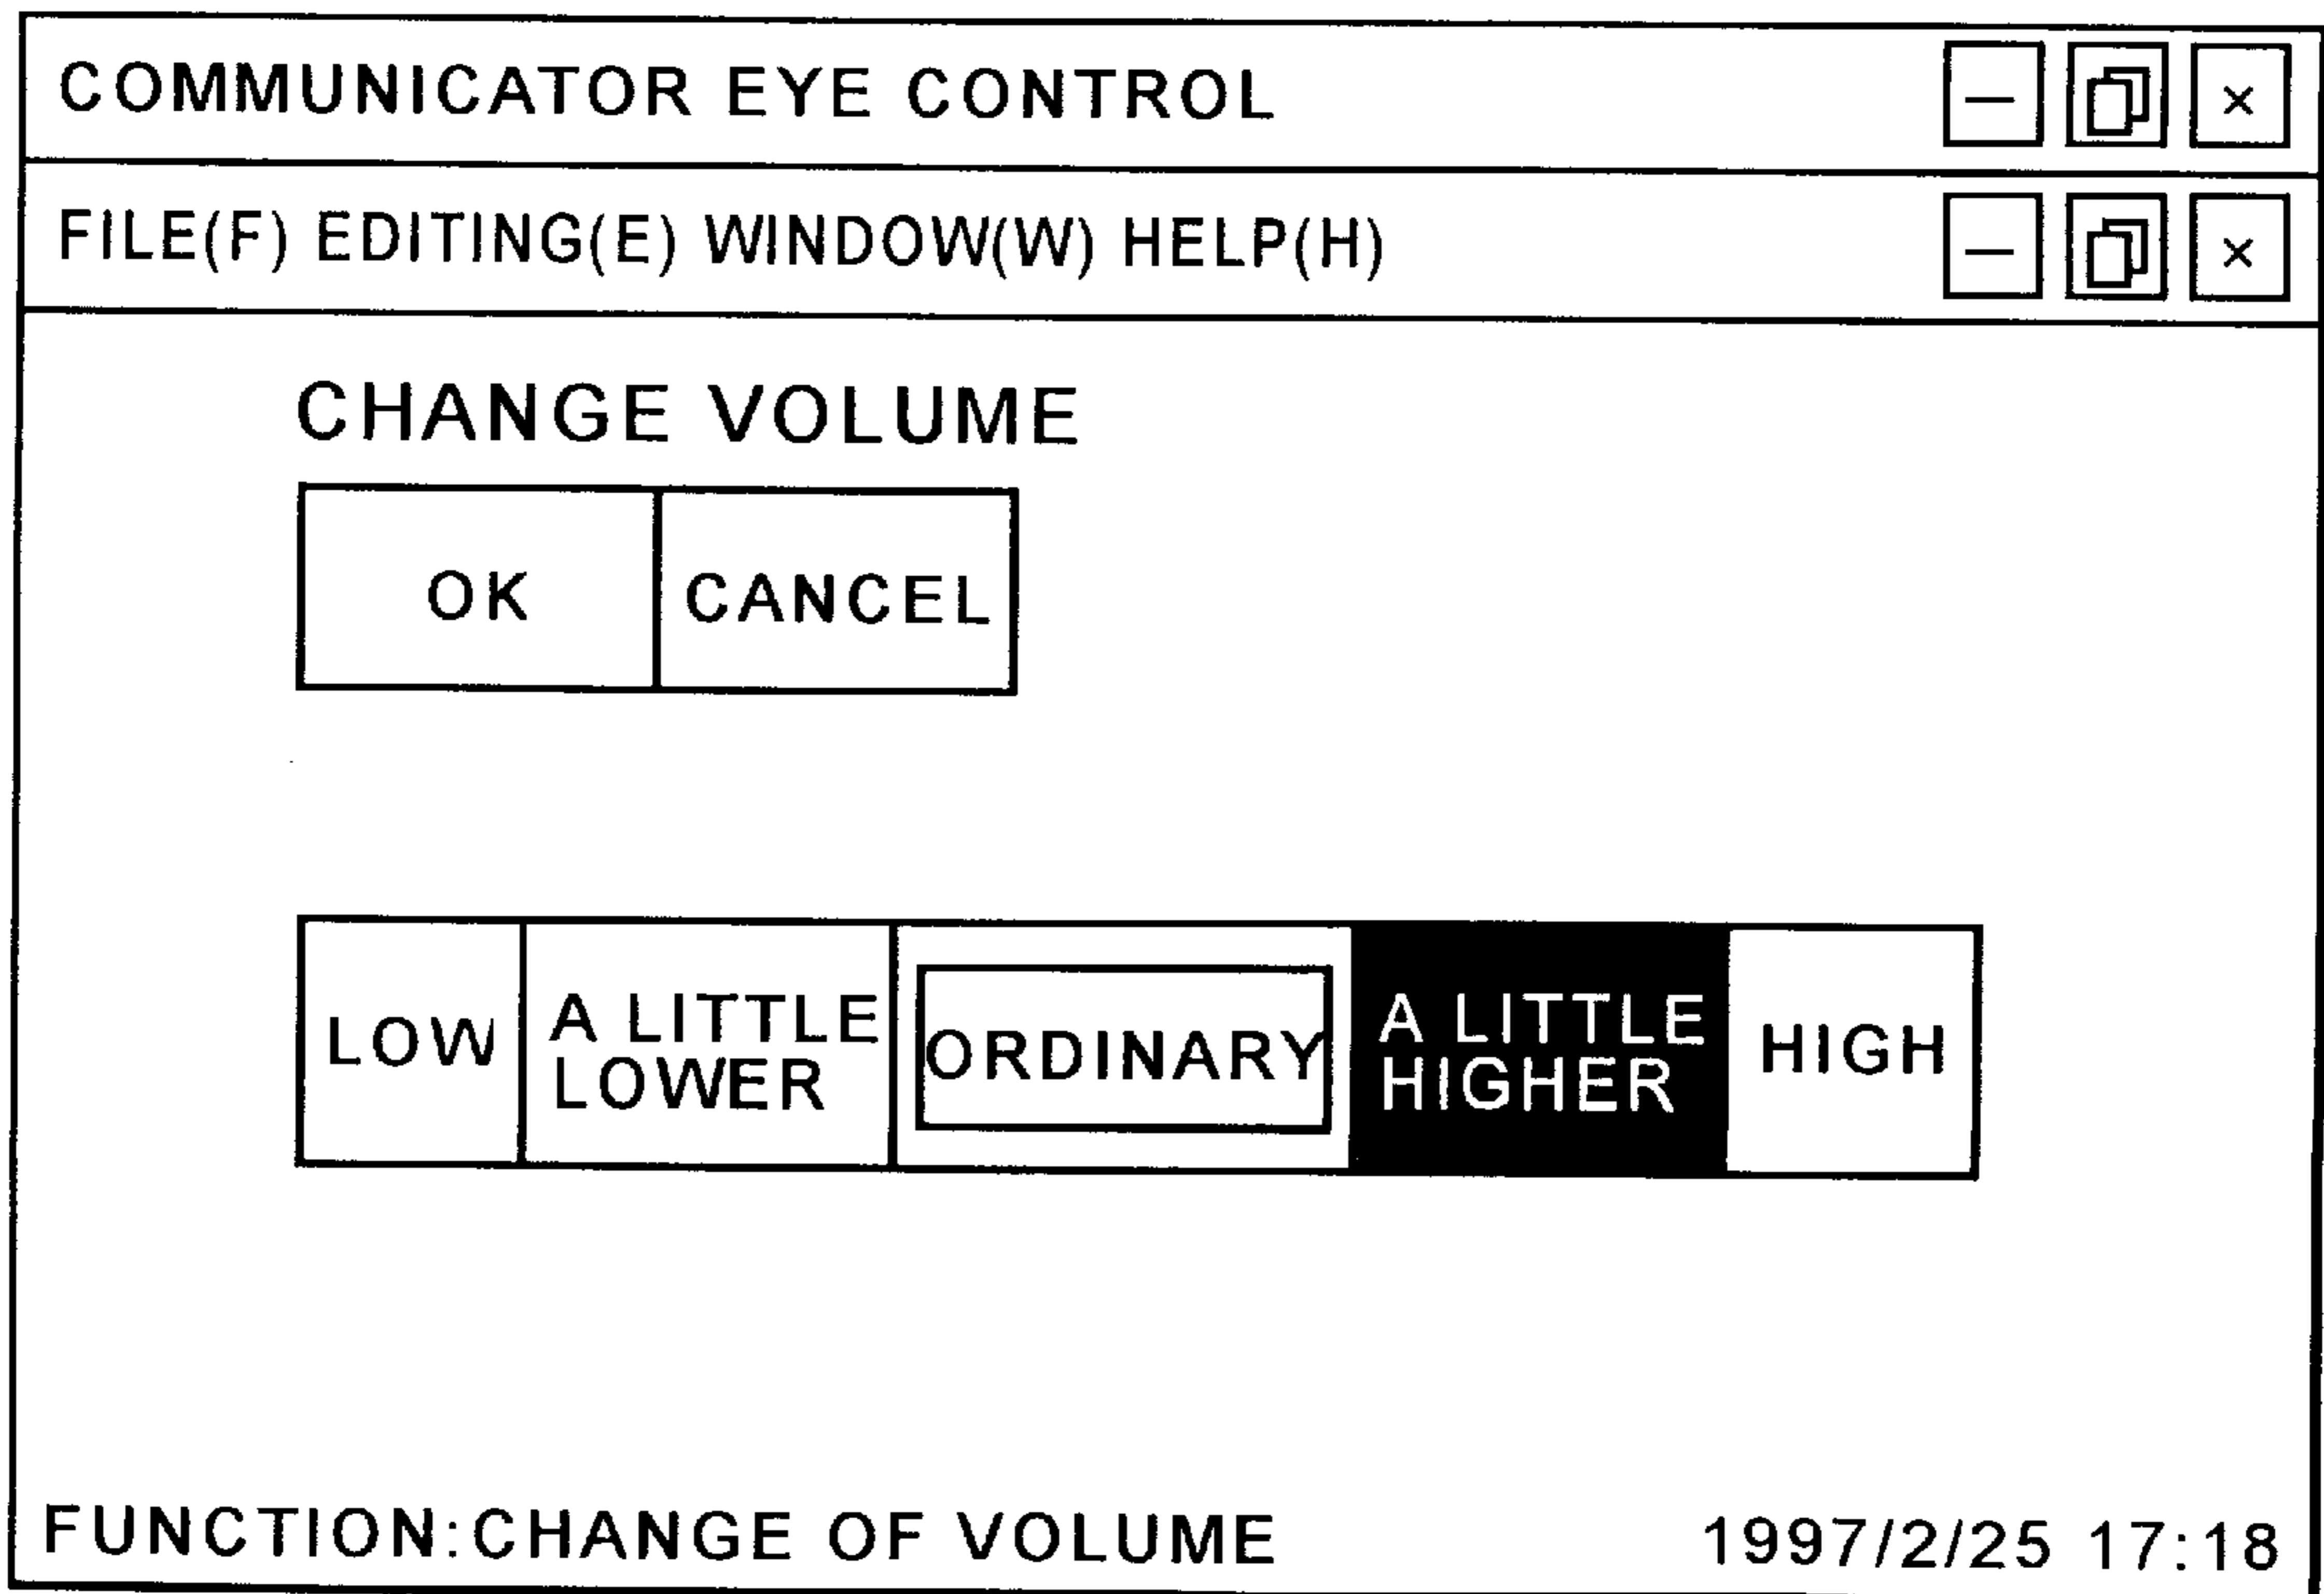 COMMUNICATOR EYE CONTROL
FILE(F) EDITING(E) WINDOW(W) HELP(H)
CHANGE VOLUME
OK CANCEL
LOW A LITTLE LOWER ORDINARY A LITTLE HIGHER HIGH
FUNCTION:CHANGE OF VOLUME 1997/2/25 17:18